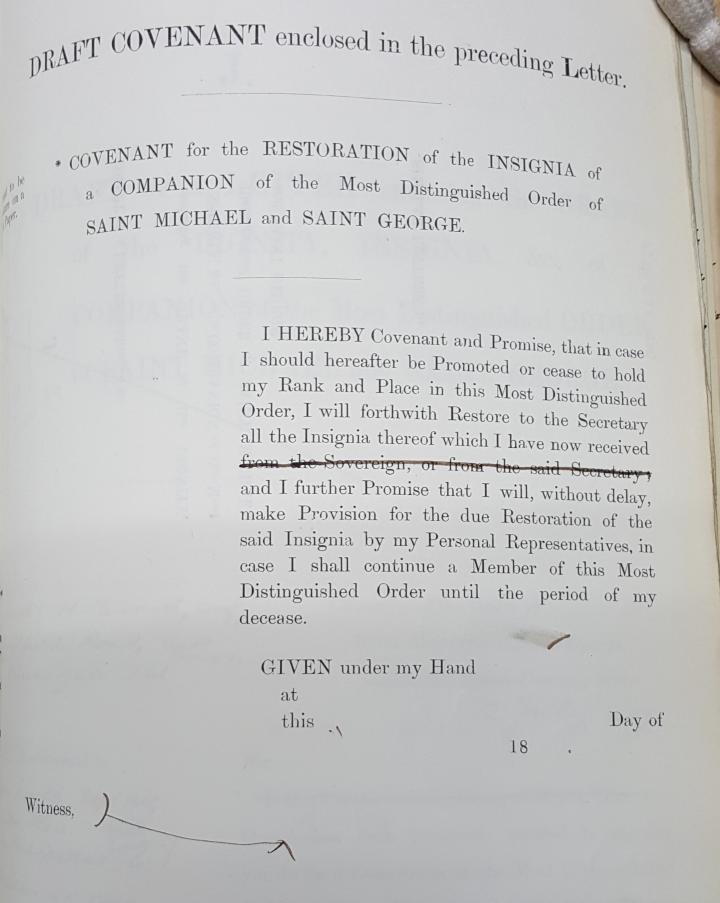 DRAFT COVENANT enclosed in the preceding Letter.
* COVENANT for the RESTORATION of the INSIGNIA of
a COMPANION of the Most Distinguished Order of
SAINT MICHAEL and SAINT GEORGE.
to be
on a
Paper.
I HEREBY Covenant and Promise, that in case
I should hereafter be Promoted or cease to hold
my Rank and Place in this Most Distinguished
Order, I will forthwith Restore to the Secretary
all the Insignia thereof which I have now received
from the Sovereign, or from the said Secretary,
and I further Promise that I will, without delay,
make Provision for the due Restoration of the
said Insignia by my Personal Representatives, in
case I shall continue a Member of this Most
Distinguished Order until the period of my
decease.
GIVEN under my Hand
at
this Day of
18 .
Witness,